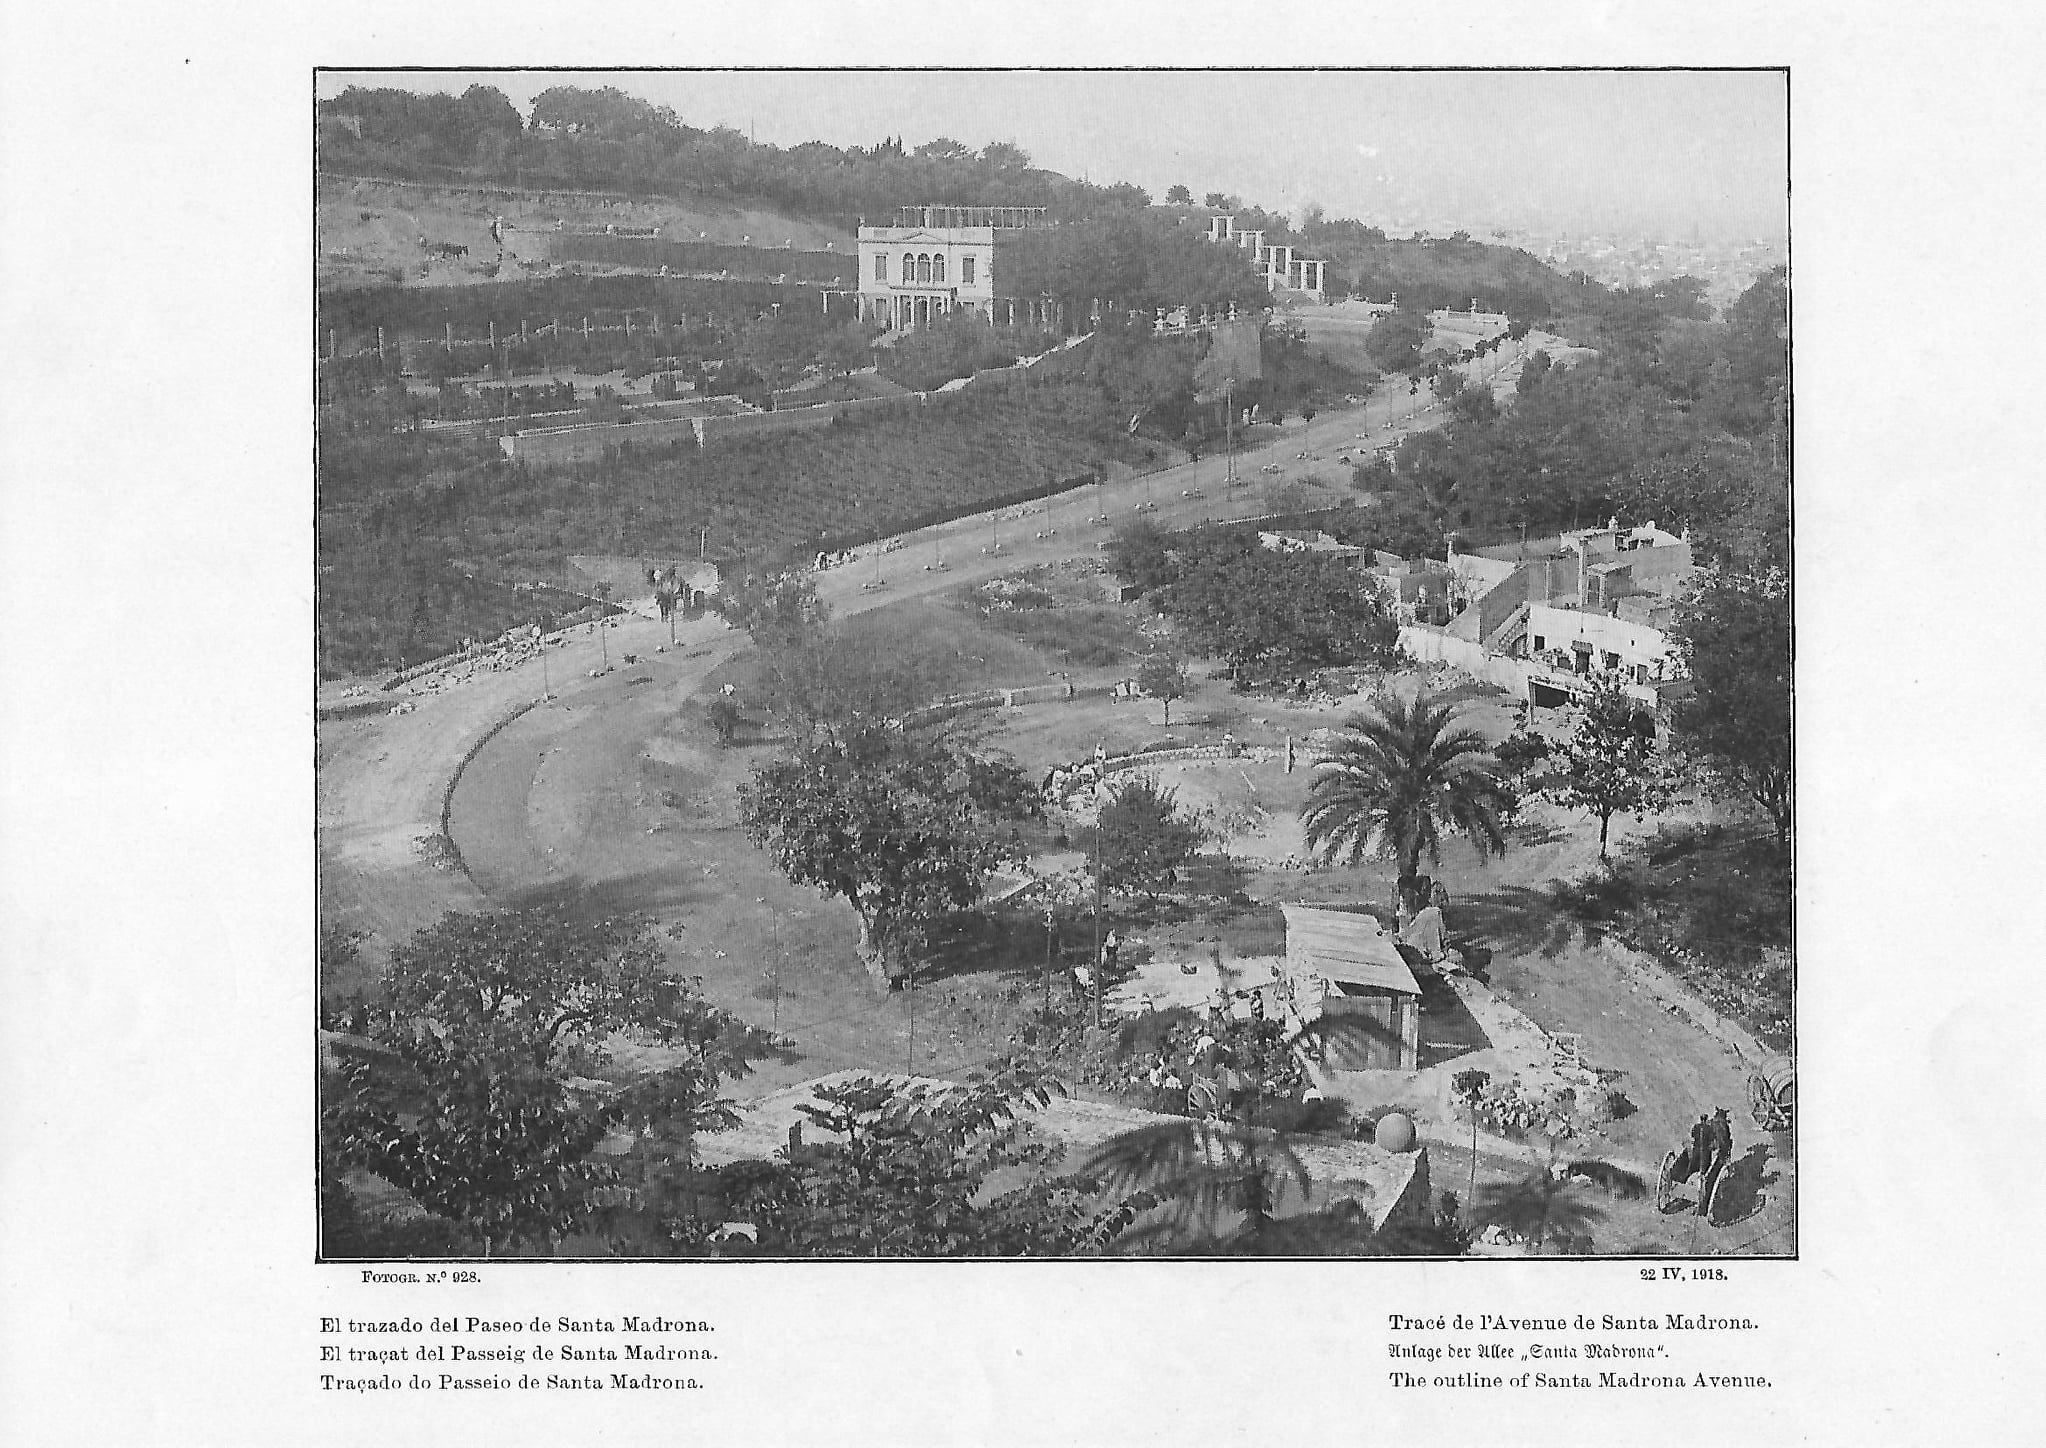 Fotogr. n.º 928.
22 IV, 1918.
El trazado del Paseo de Santa Madrona.
El traçat del Passeig de Santa Madrona.
Traçado do Passeio de Santa Madrona.
Tracé de l'Avenue de Santa Madrona.
Anlage der Allee „Santa Madrona“.
The outline of Santa Madrona Avenue.